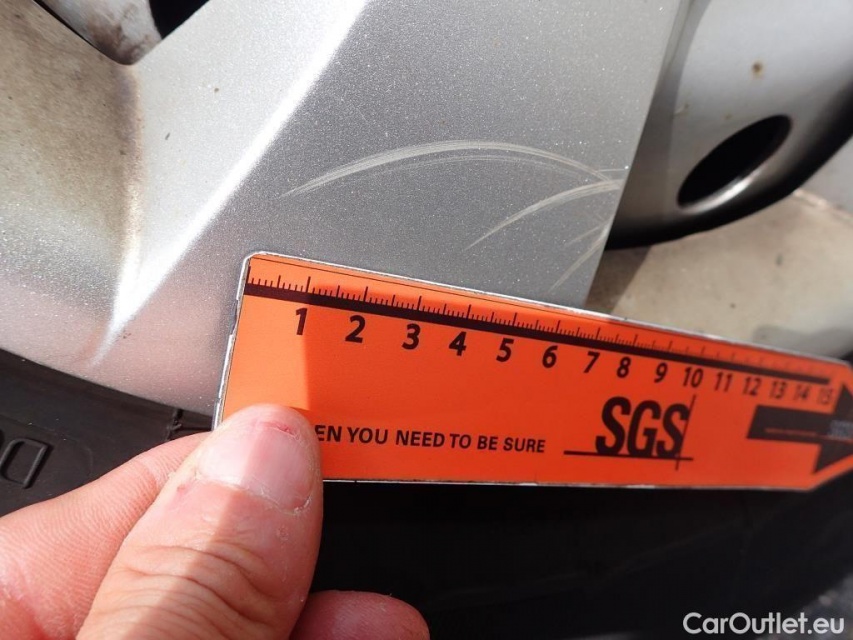 1 2 3 4 5 6 7 8 9 10 11 12 13 14 15
EN YOU NEED TO BE SURE
SGS
CarOutlet.eu